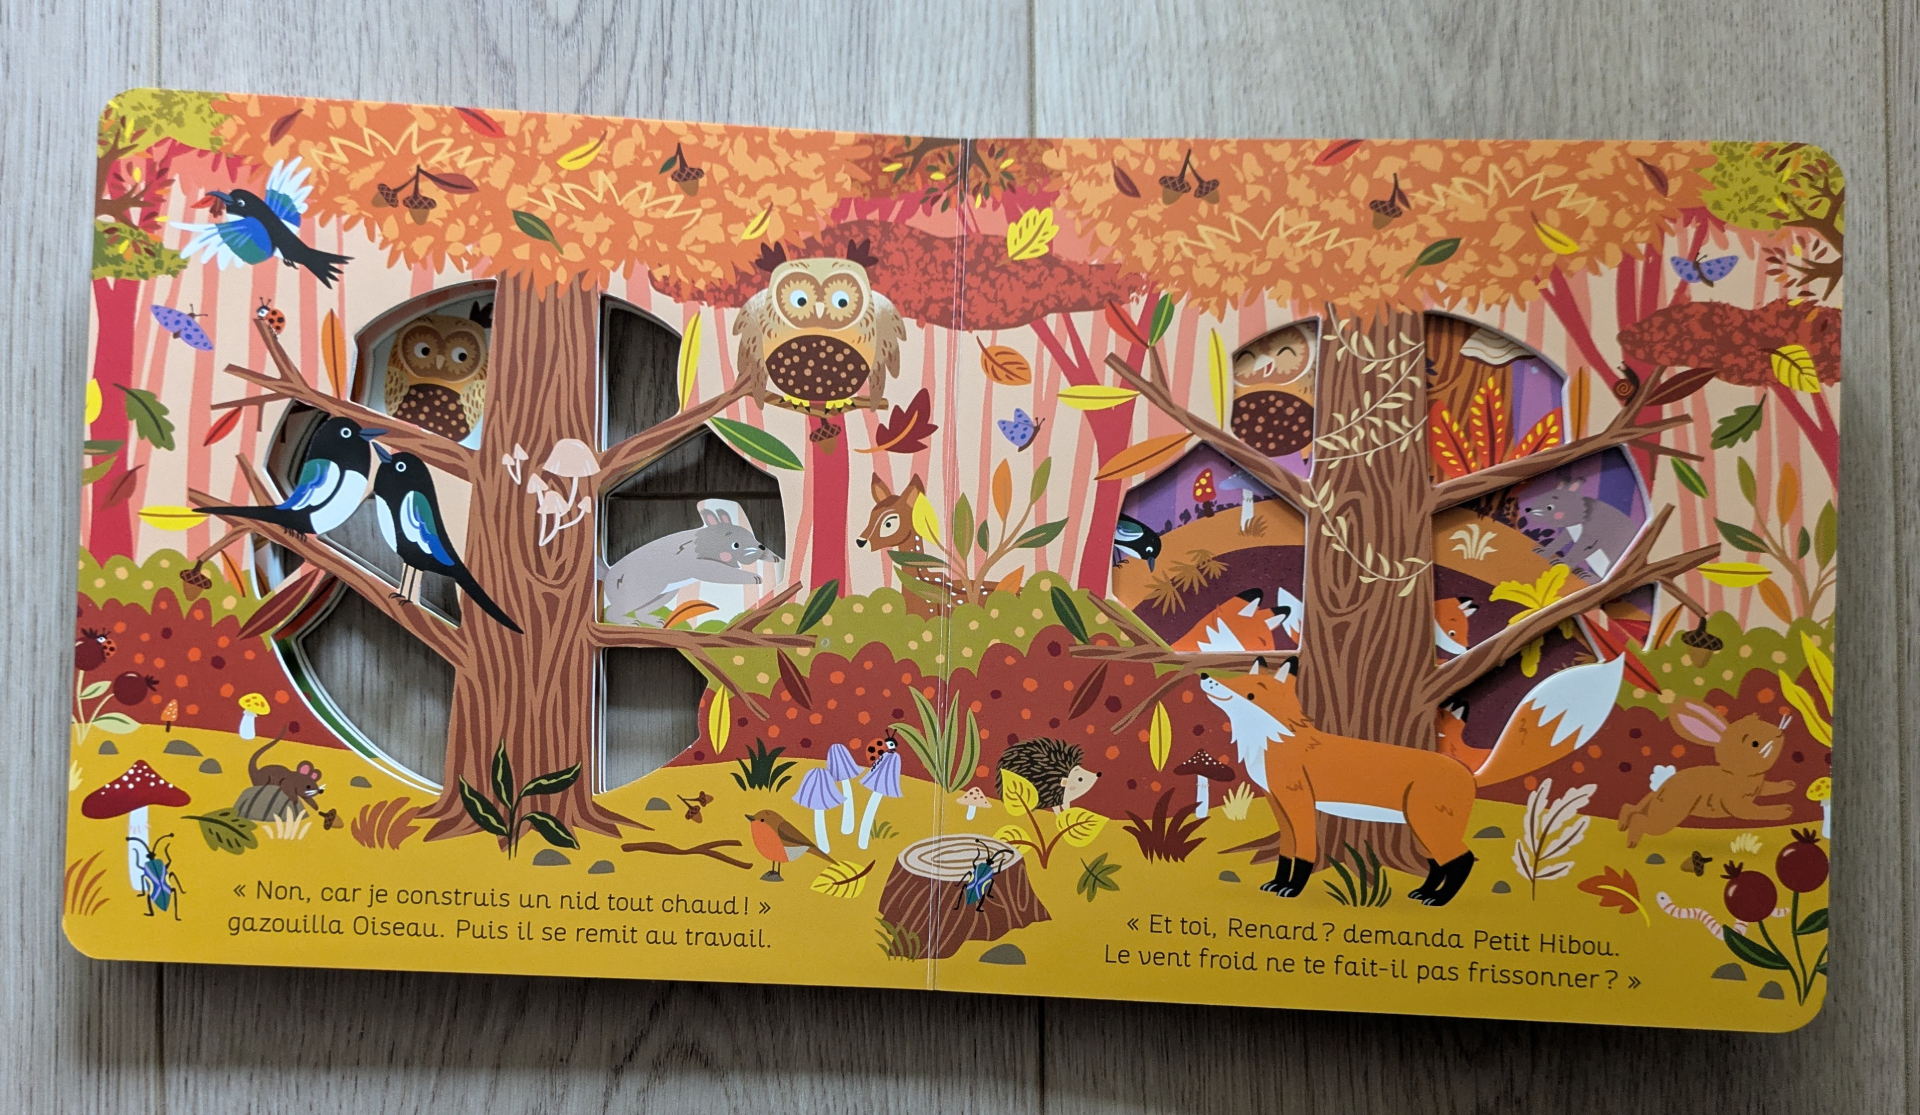 « Non, car je construis un nid tout chaud ! »
gazouilla Oiseau. Puis il se remit au travail.
« Et toi, Renard ? demanda Petit Hibou.
Le vent froid ne te fait-il pas frissonner ? »